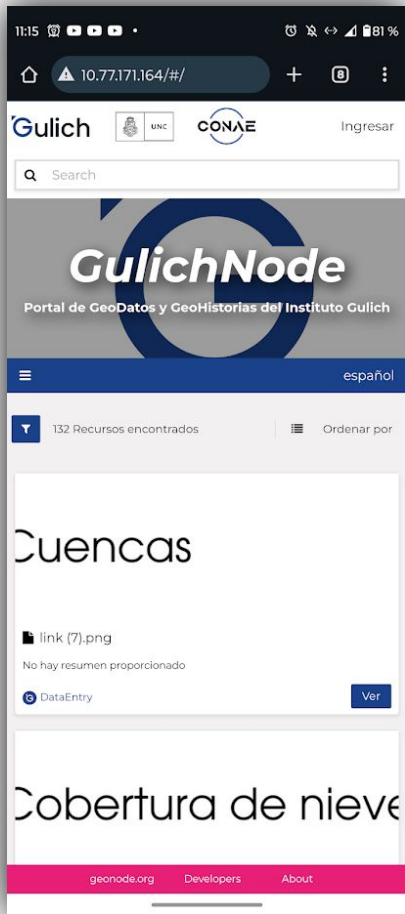 11:15 81 %
10.77.171.164/#/ 8
Gulich UNC CONAE Ingresar
Search
GulichNode
Portal de GeoDatos y GeoHistorias del Instituto Gulich
español
132 Recursos encontrados Ordenar por
Cuencas
link (7).png
No hay resumen proporcionado
DataEntry Ver
Cobertura de nieve
geonode.org Developers About